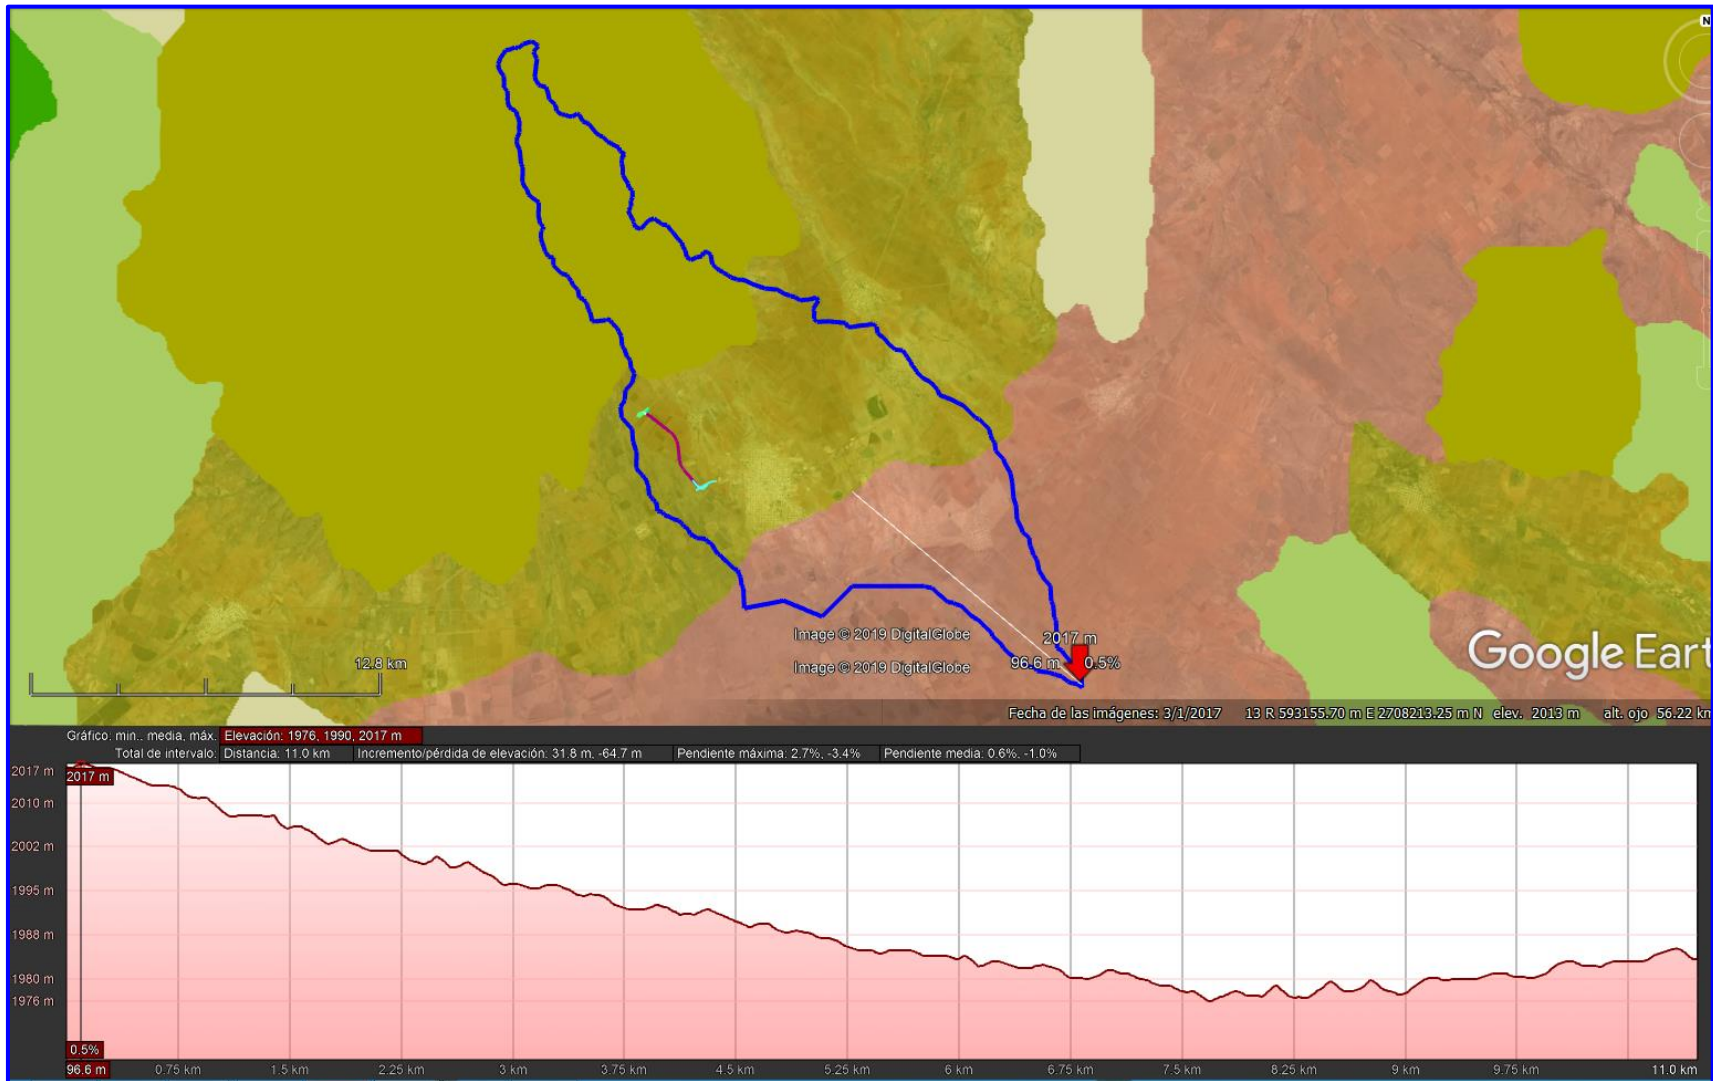 N
2017 m
96.6 m 0.5%
Image © 2019 DigitalGlobe
Image © 2019 DigitalGlobe
12.8 km
Google Eart
Fecha de las imágenes: 3/1/2017 13 R 593155.70 m E 2708213.25 m N elev. 2013 m alt. ojo 56.22 km
Gráfico: min., media, máx. Elevación: 1976, 1990, 2017 m
Total de intervalo: Distancia: 11.0 km Incremento/pérdida de elevación: 31.8 m, -64.7 m Pendiente máxima: 2.7%, -3.4% Pendiente media: 0.6%, -1.0%
2017 m
2017 m
2010 m
2002 m
1995 m
1988 m
1980 m
1976 m
0.5%
96.6 m 0.75 km 1.5 km 2.25 km 3 km 3.75 km 4.5 km 5.25 km 6 km 6.75 km 7.5 km 8.25 km 9 km 9.75 km 11.0 km